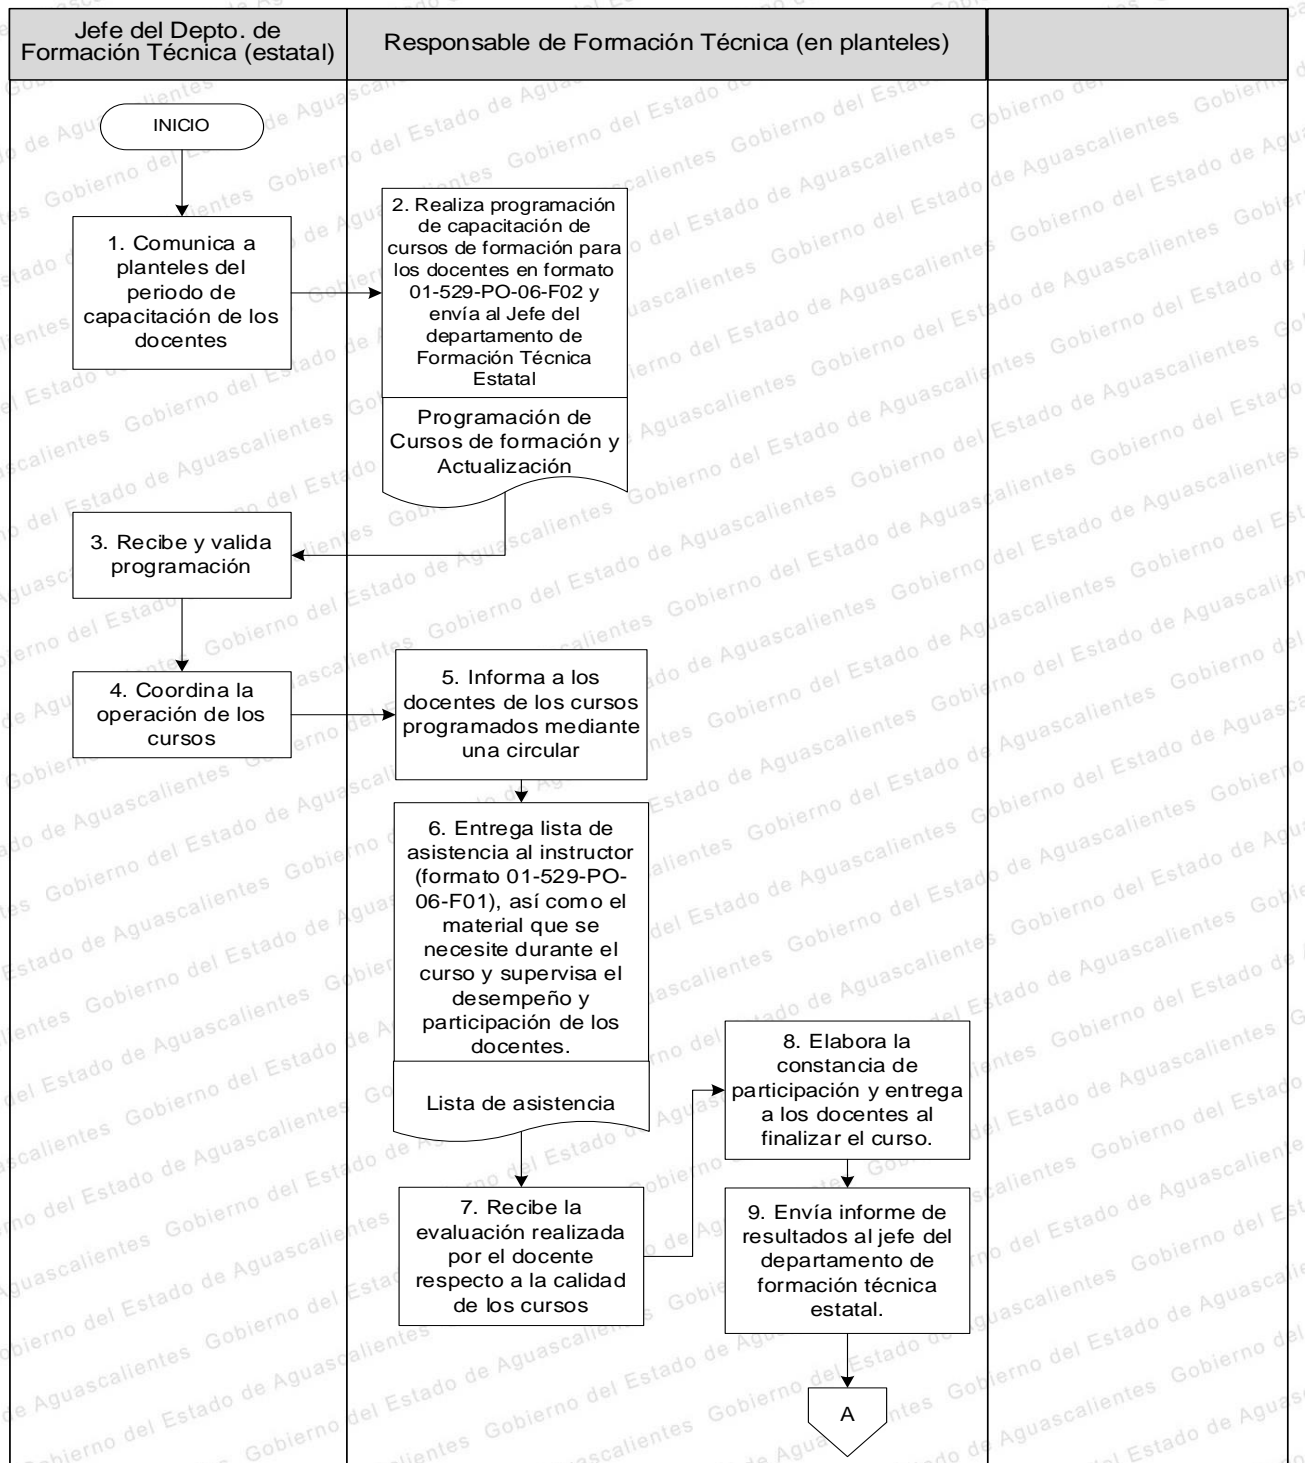 Jefe del Depto. de
Formación Técnica (estatal)
Responsable de Formación Técnica (en planteles)
INICIO
1. Comunica a
planteles del
periodo de
capacitación de los
docentes
2. Realiza programación
de capacitación de
cursos de formación para
los docentes en formato
01-529-PO-06-F02 y
envía al Jefe del
departamento de
Formación Técnica
Estatal
Programación de
Cursos de formación y
Actualización
3. Recibe y valida
programación
4. Coordina la
operación de los
cursos
5. Informa a los
docentes de los cursos
programados mediante
una circular
6. Entrega lista de
asistencia al instructor
(formato 01-529-PO-
06-F01), así como el
material que se
necesite durante el
curso y supervisa el
desempeño y
participación de los
docentes.
Lista de asistencia
7. Recibe la
evaluación realizada
por el docente
respecto a la calidad
de los cursos
8. Elabora la
constancia de
participación y entrega
a los docentes al
finalizar el curso.
9. Envía informe de
resultados al jefe del
departamento de
formación técnica
estatal.
A
Gobierno del Estado de Aguascalientes